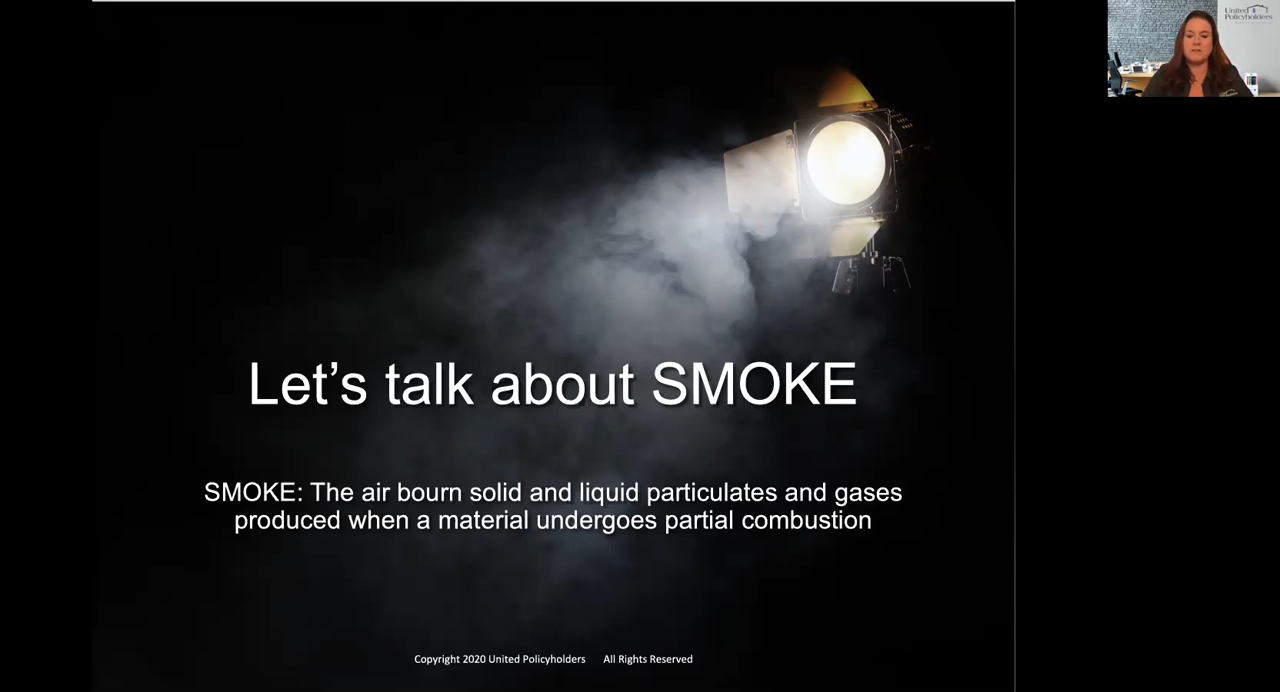 United
Policyholders
Let's talk about SMOKE
SMOKE: The air bourn solid and liquid particulates and gases
produced when a material undergoes partial combustion
Copyright 2020 United Policyholders All Rights Reserved